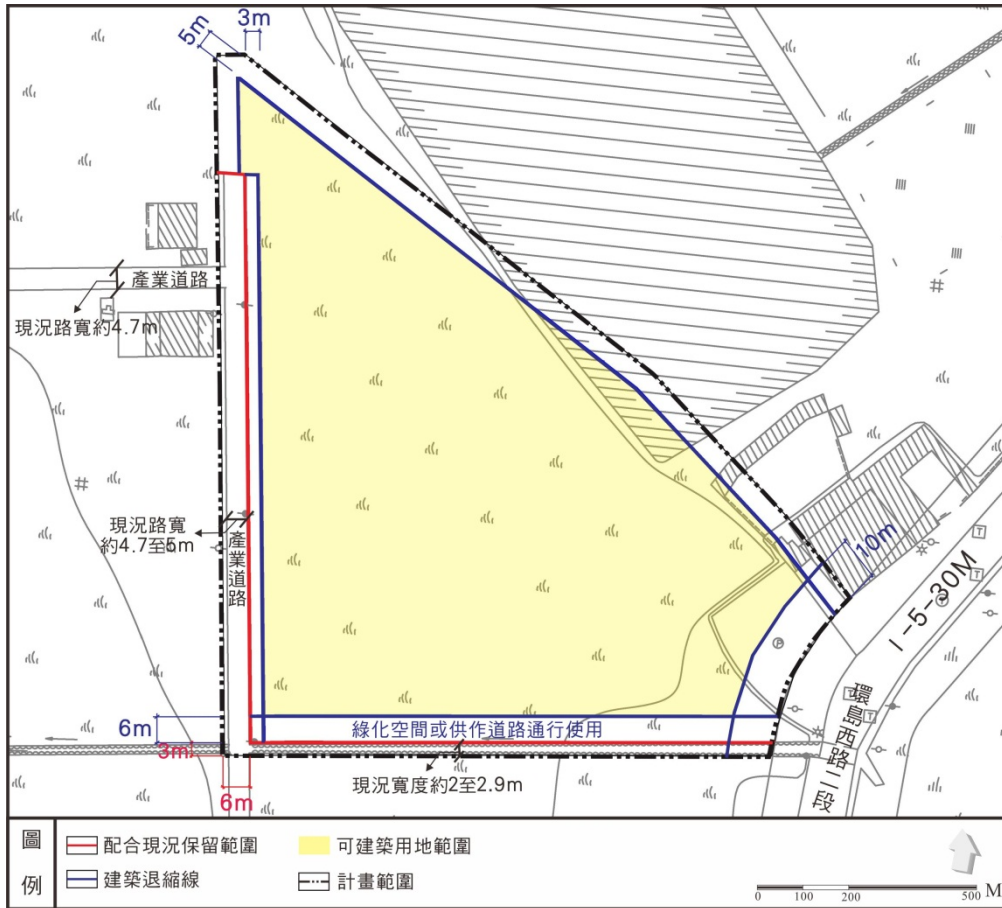 3m
5m
產業道路
現況路寬約4.7m
現況路寬
約4.7至5m
產業道路
10m
I-5-30M
環島西路二段
6m
綠化空間或供作道路通行使用
3m
現況寬度約2至2.9m
6m
圖例
配合現況保留範圍
可建築用地範圍
建築退縮線
計畫範圍
0 100 200 500 M